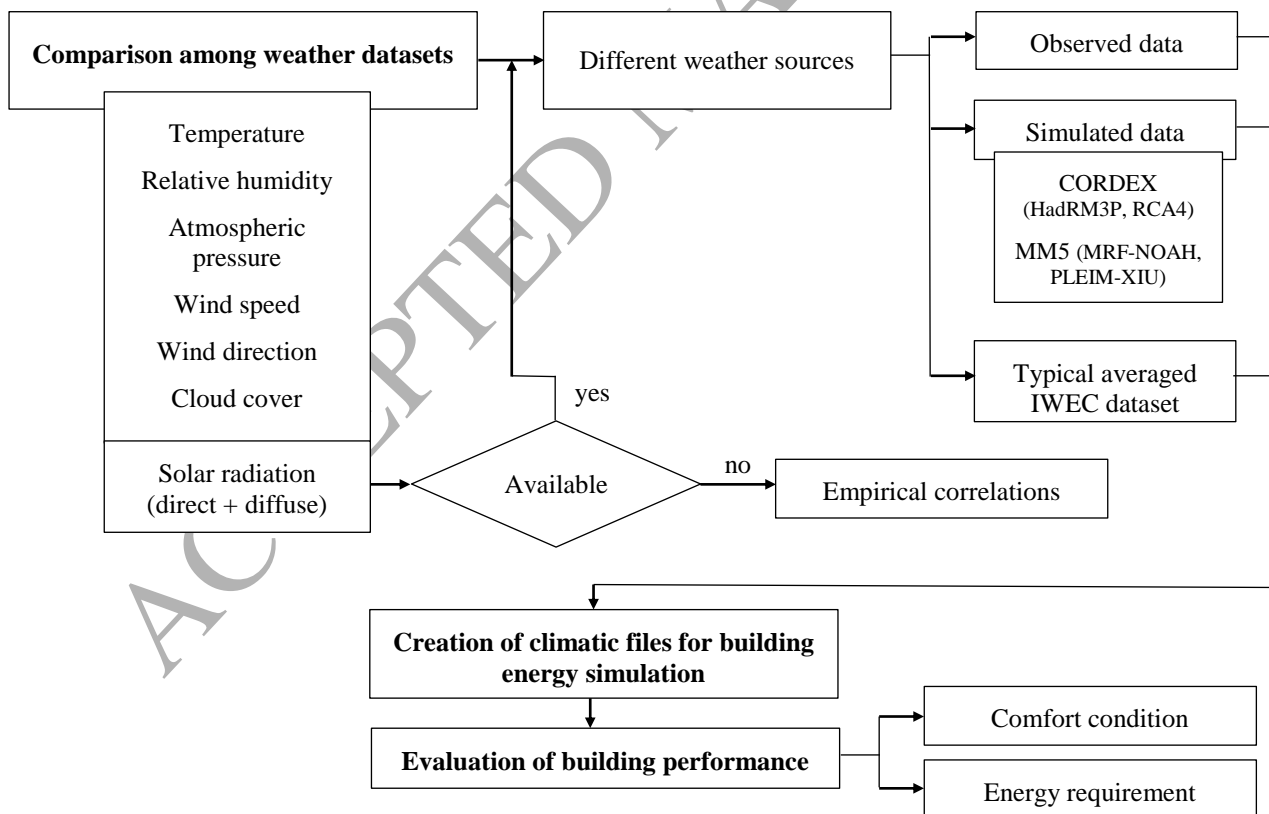 Comparison among weather datasets
Temperature
Relative humidity
Atmospheric
pressure
Wind speed
Wind direction
Cloud cover
Solar radiation
(direct + diffuse)
Different weather sources
Observed data
Simulated data
CORDEX
(HadRM3P, RCA4)
MM5 (MRF-NOAH,
PLEIM-XIU)
Typical averaged
IWEC dataset
yes
Available
no
Empirical correlations
Creation of climatic files for building
energy simulation
Evaluation of building performance
Comfort condition
Energy requirement